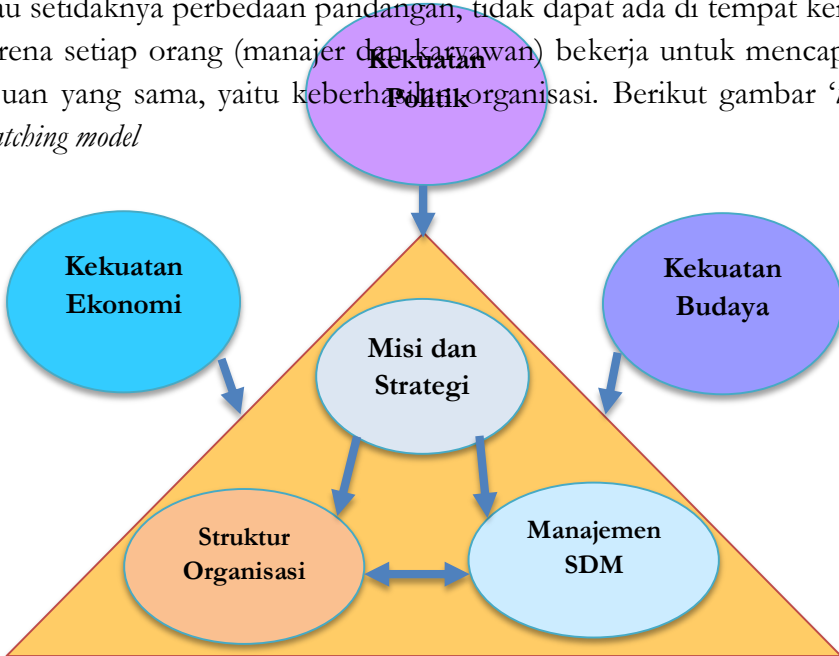 u setidaknya perbedaan pandangan, tidak dapat ada di tempat ker
rena setiap orang (manajer dan karyawan) bekerja untuk mencap
uan yang sama, yaitu keberhasilan organisasi. Berikut gambar
atching model
Kekuatan
Politik
Kekuatan
Ekonomi
Kekuatan
Budaya
Misi dan
Strategi
Struktur
Organisasi
Manajemen
SDM